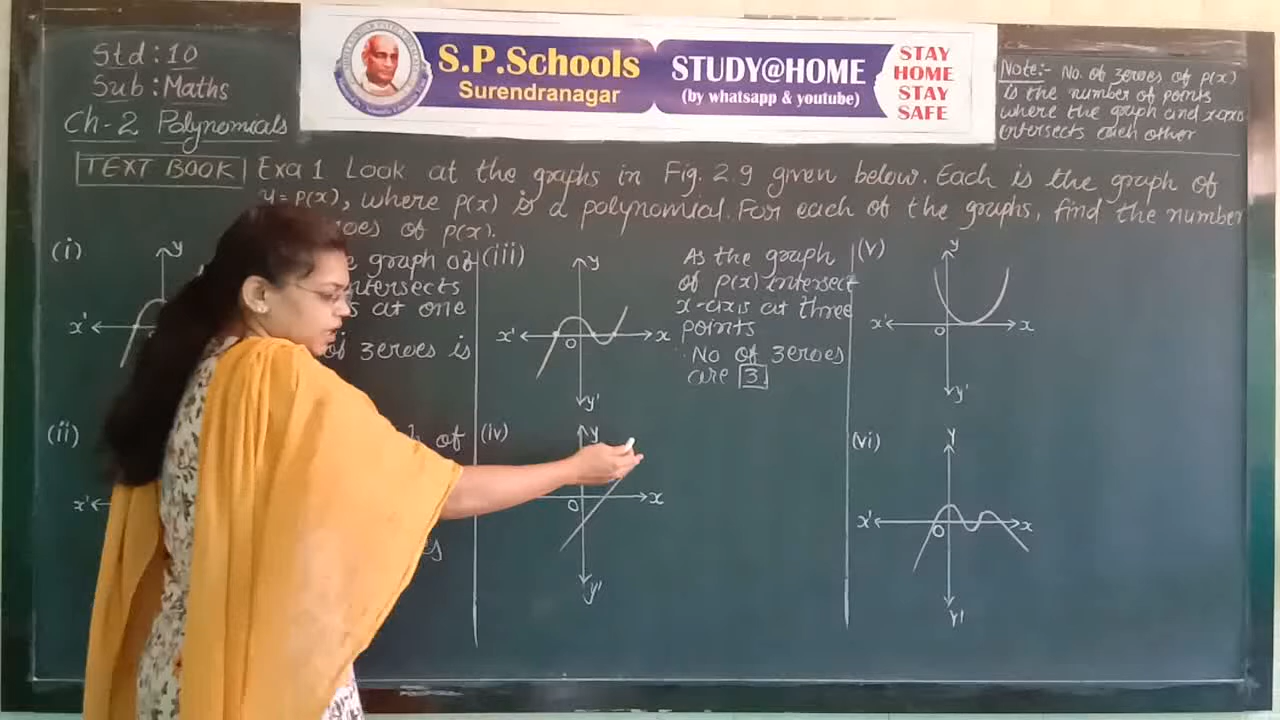 Std : 10
Sub : Maths
Ch-2 Polynomials
S.P.Schools
Surendranagar
STUDY@HOME
(by whatsapp & youtube)
STAY
HOME
STAY
SAFE
Note:- No. of zeroes of p(x)
is the number of points
where the graph and x-axis
intersects each other
TEXT BOOK Exa 1 Look at the graphs in Fig. 2.9 given below. Each is the graph of
y = p(x), where p(x) is a polynomial. For each of the graphs, find the number
oes of p(x).
(i)
y
x'
graph of
intersects
s at one
of zeroes is
(ii)
x'
of
es
(iii)
y
x'
O
x
y'
As the graph
of p(x) intersect
x-axis at three
points
∴ No of zeroes
are 3.
(iv)
y
O
x
y'
(v)
y
x'
O
x
y'
(vi)
Y
x'
O
x
Y'